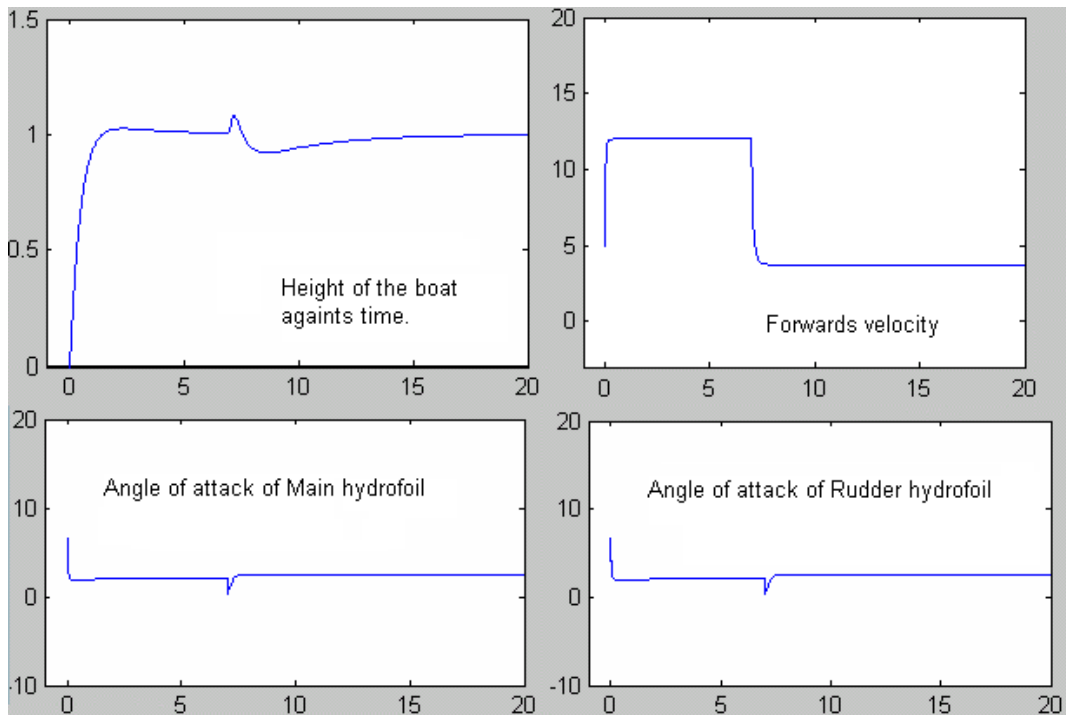 1.5
1
0.5
0
0 5 10 15 20
Height of the boat
againts time.
20
15
10
5
0
0 5 10 15 20
Forwards velocity
20
10
0
-10
0 5 10 15 20
Angle of attack of Main hydrofoil
20
10
0
-10
0 5 10 15 20
Angle of attack of Rudder hydrofoil